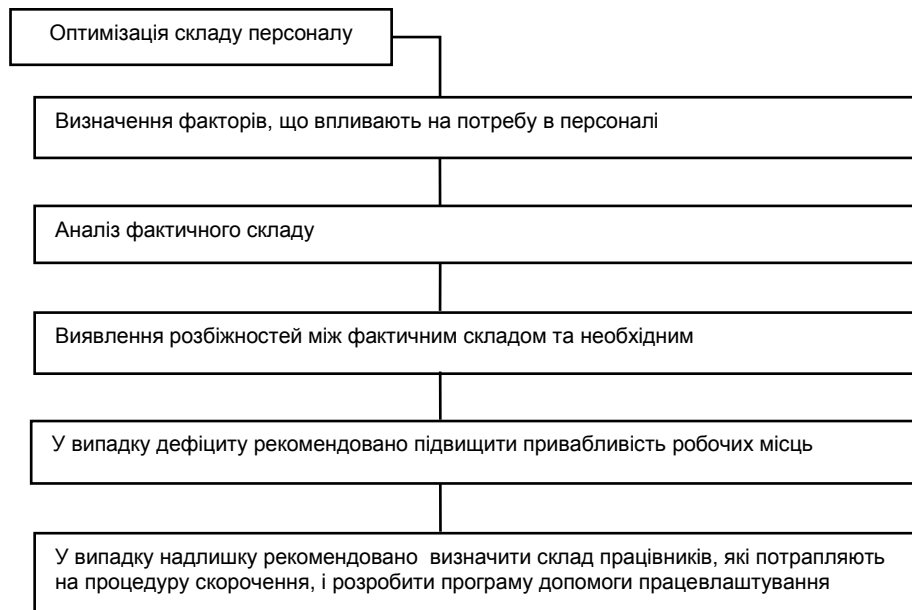 Оптимізація складу персоналу
Визначення факторів, що впливають на потребу в персоналі
Аналіз фактичного складу
Виявлення розбіжностей між фактичним складом та необхідним
У випадку дефіциту рекомендовано підвищити привабливість робочих місць
У випадку надлишку рекомендовано визначити склад працівників, які потрапляють
на процедуру скорочення, і розробити програму допомоги працевлаштування